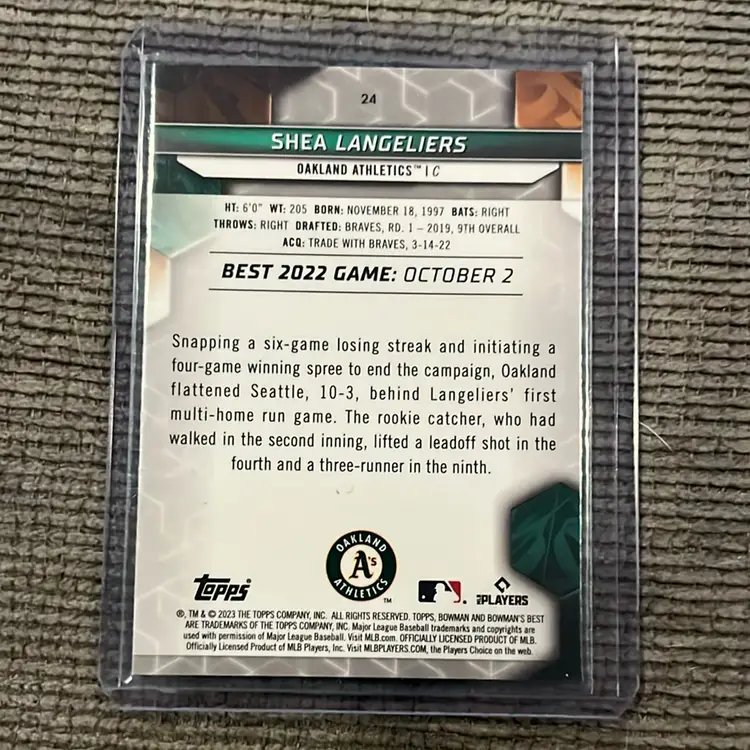 24
SHEA LANGELIERS
OAKLAND ATHLETICS™ | C
HT: 6'0" WT: 205 BORN: NOVEMBER 18, 1997 BATS: RIGHT
THROWS: RIGHT DRAFTED: BRAVES, RD. 1 – 2019, 9TH OVERALL
ACQ: TRADE WITH BRAVES, 3-14-22
BEST 2022 GAME: OCTOBER 2
Snapping a six-game losing streak and initiating a
four-game winning spree to end the campaign, Oakland
flattened Seattle, 10-3, behind Langeliers' first
multi-home run game. The rookie catcher, who had
walked in the second inning, lifted a leadoff shot in the
fourth and a three-runner in the ninth.
OAKLAND
A's
ATHLETICS
™
Topps®
MLB PLAYERS
®, TM & © 2023 THE TOPPS COMPANY, INC. ALL RIGHTS RESERVED. TOPPS, BOWMAN AND BOWMAN'S BEST
ARE TRADEMARKS OF THE TOPPS COMPANY, INC. Major League Baseball trademarks and copyrights are
used with permission of Major League Baseball. Visit MLB.com. OFFICIALLY LICENSED PRODUCT OF MLB.
Officially Licensed Product of MLB Players, Inc. Visit MLBPLAYERS.COM, the Players Choice on the web.